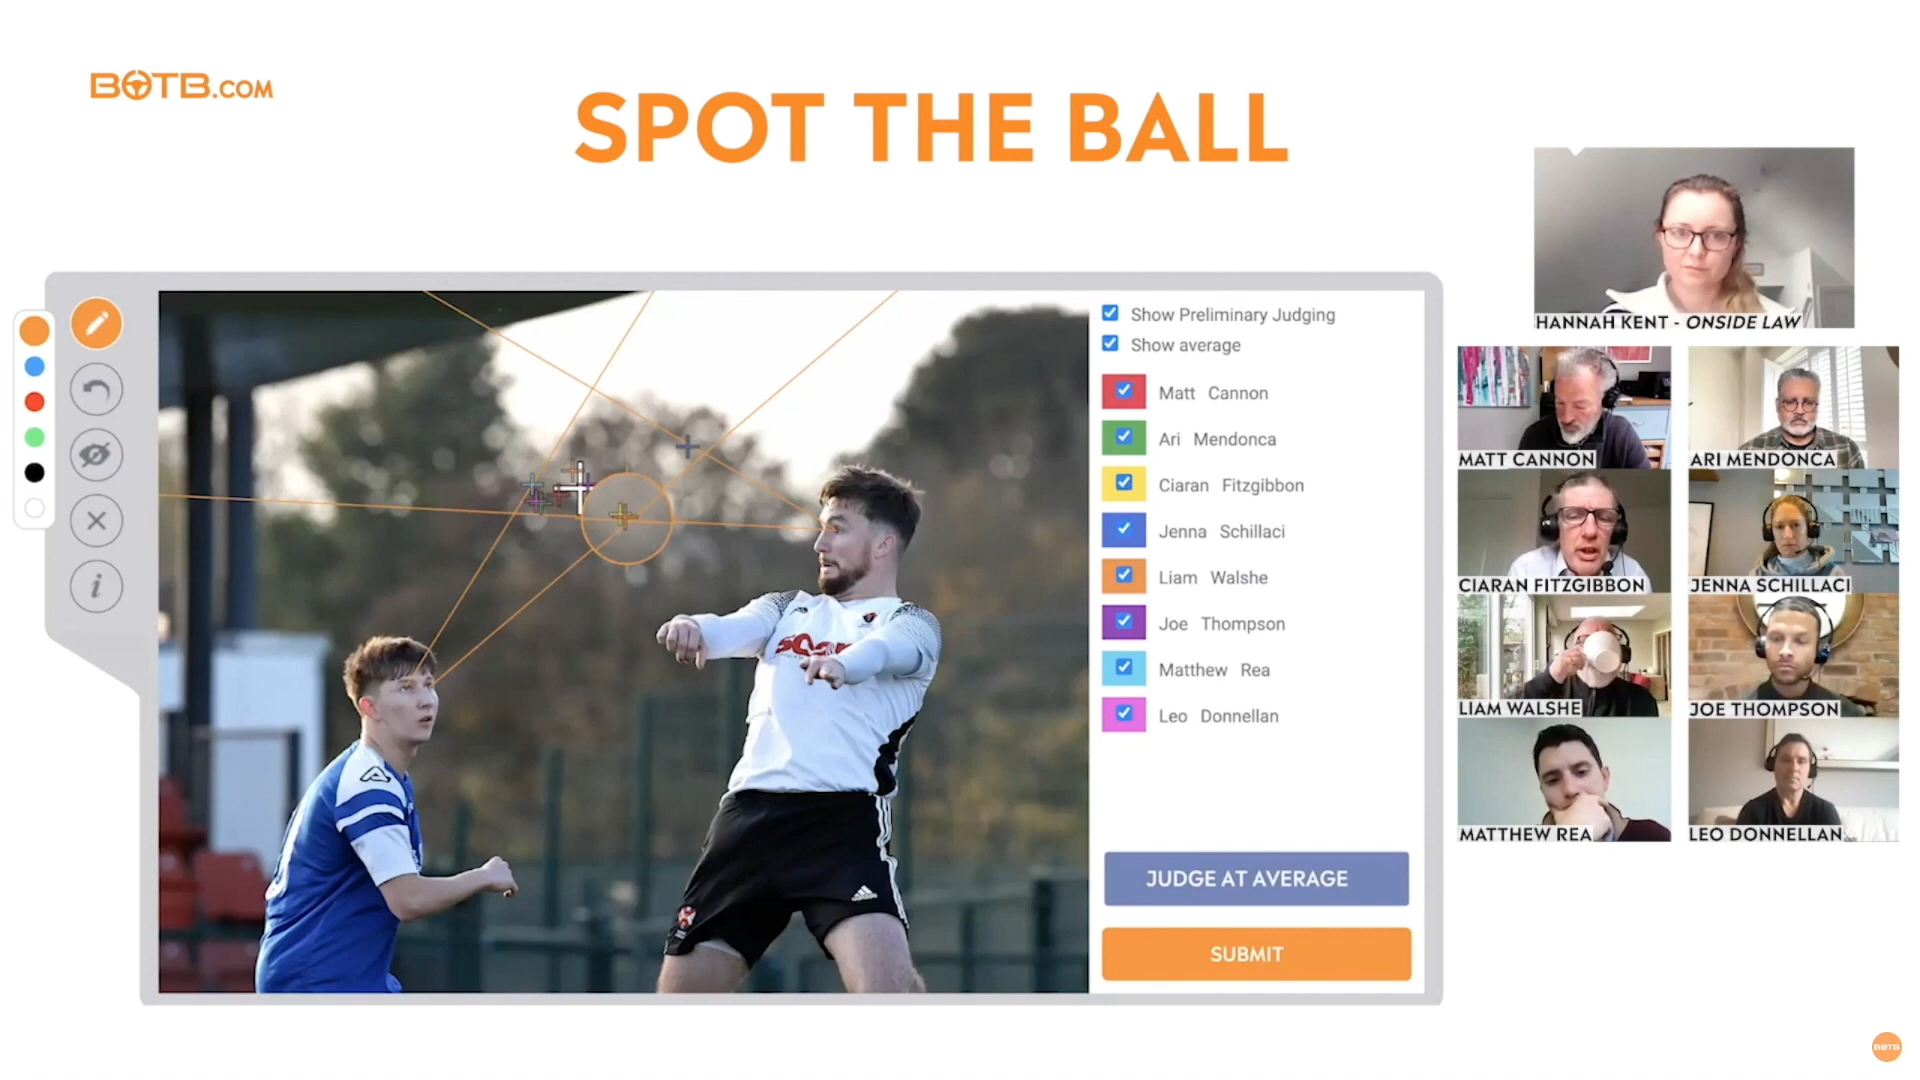 BOTB.COM
SPOT THE BALL
HANNAH KENT - ONSIDE LAW
Show Preliminary Judging
Show average
Matt Cannon
Ari Mendonca
Ciaran Fitzgibbon
Jenna Schillaci
Liam Walshe
Joe Thompson
Matthew Rea
Leo Donnellan
JUDGE AT AVERAGE
SUBMIT
MATT CANNON
ARI MENDONCA
CIARAN FITZGIBBON
JENNA SCHILLACI
LIAM WALSHE
JOE THOMPSON
MATTHEW REA
LEO DONNELLAN
i
BOTB